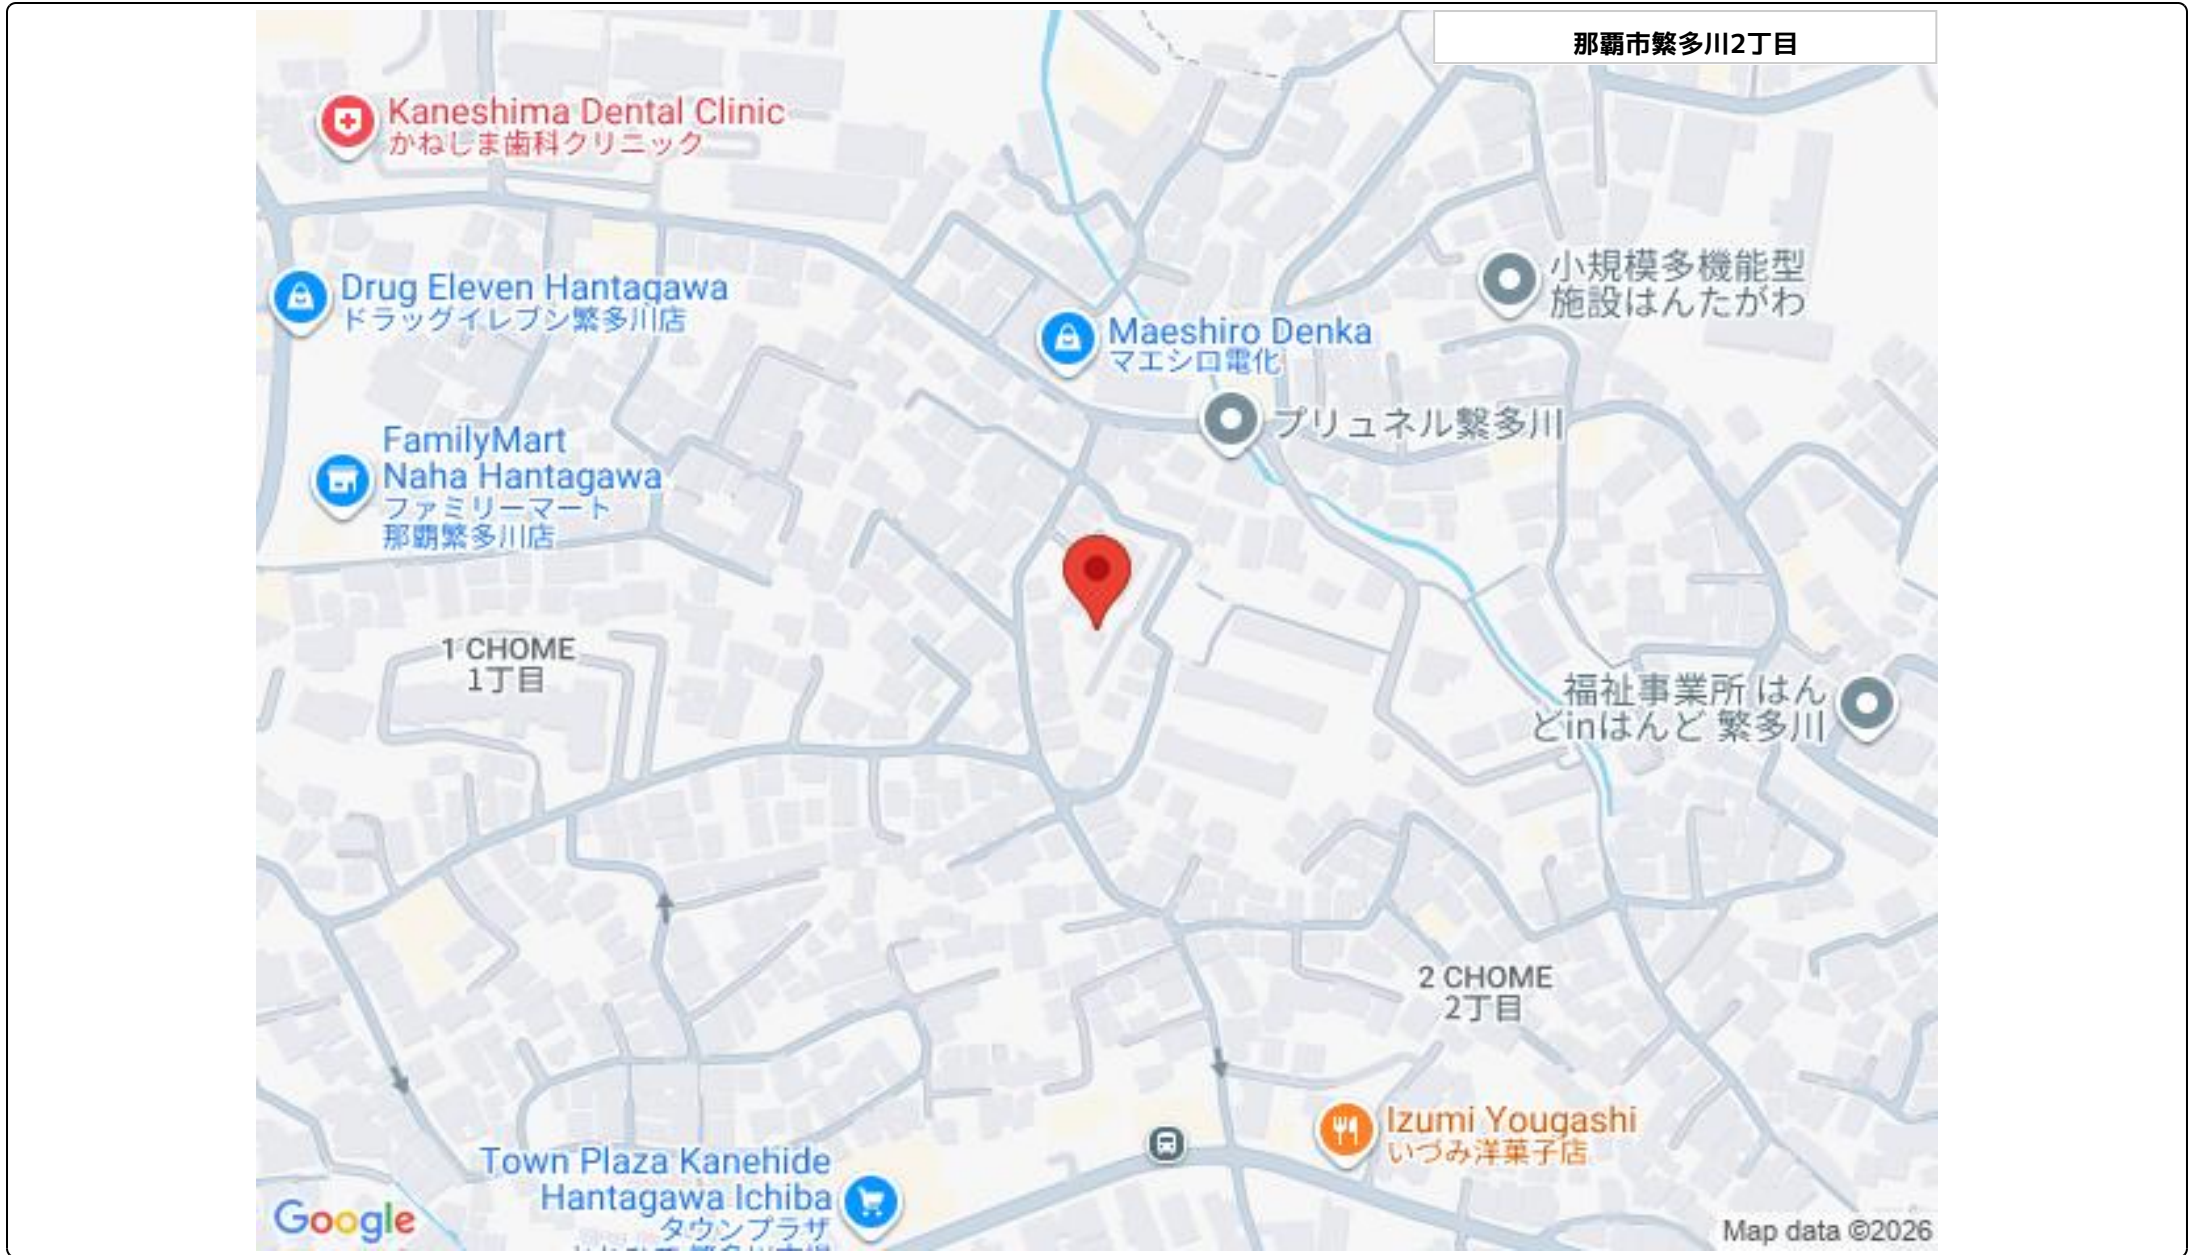 那覇市繁多川2丁目
Kaneshima Dental Clinic
かねしま歯科クリニック
Drug Eleven Hantagawa
ドラッグイレブン繁多川店
小規模多機能型
施設はんたがわ
Maeshiro Denka
マエシロ電化
プリュネル繁多川
FamilyMart
Naha Hantagawa
ファミリーマート
那覇繁多川店
1 CHOME
1丁目
福祉事業所 はん
どinはんど 繁多川
2 CHOME
2丁目
Izumi Yougashi
いづみ洋菓子店
Town Plaza Kanehide
Hantagawa Ichiba
タウンプラザ
Google
Map data ©2026